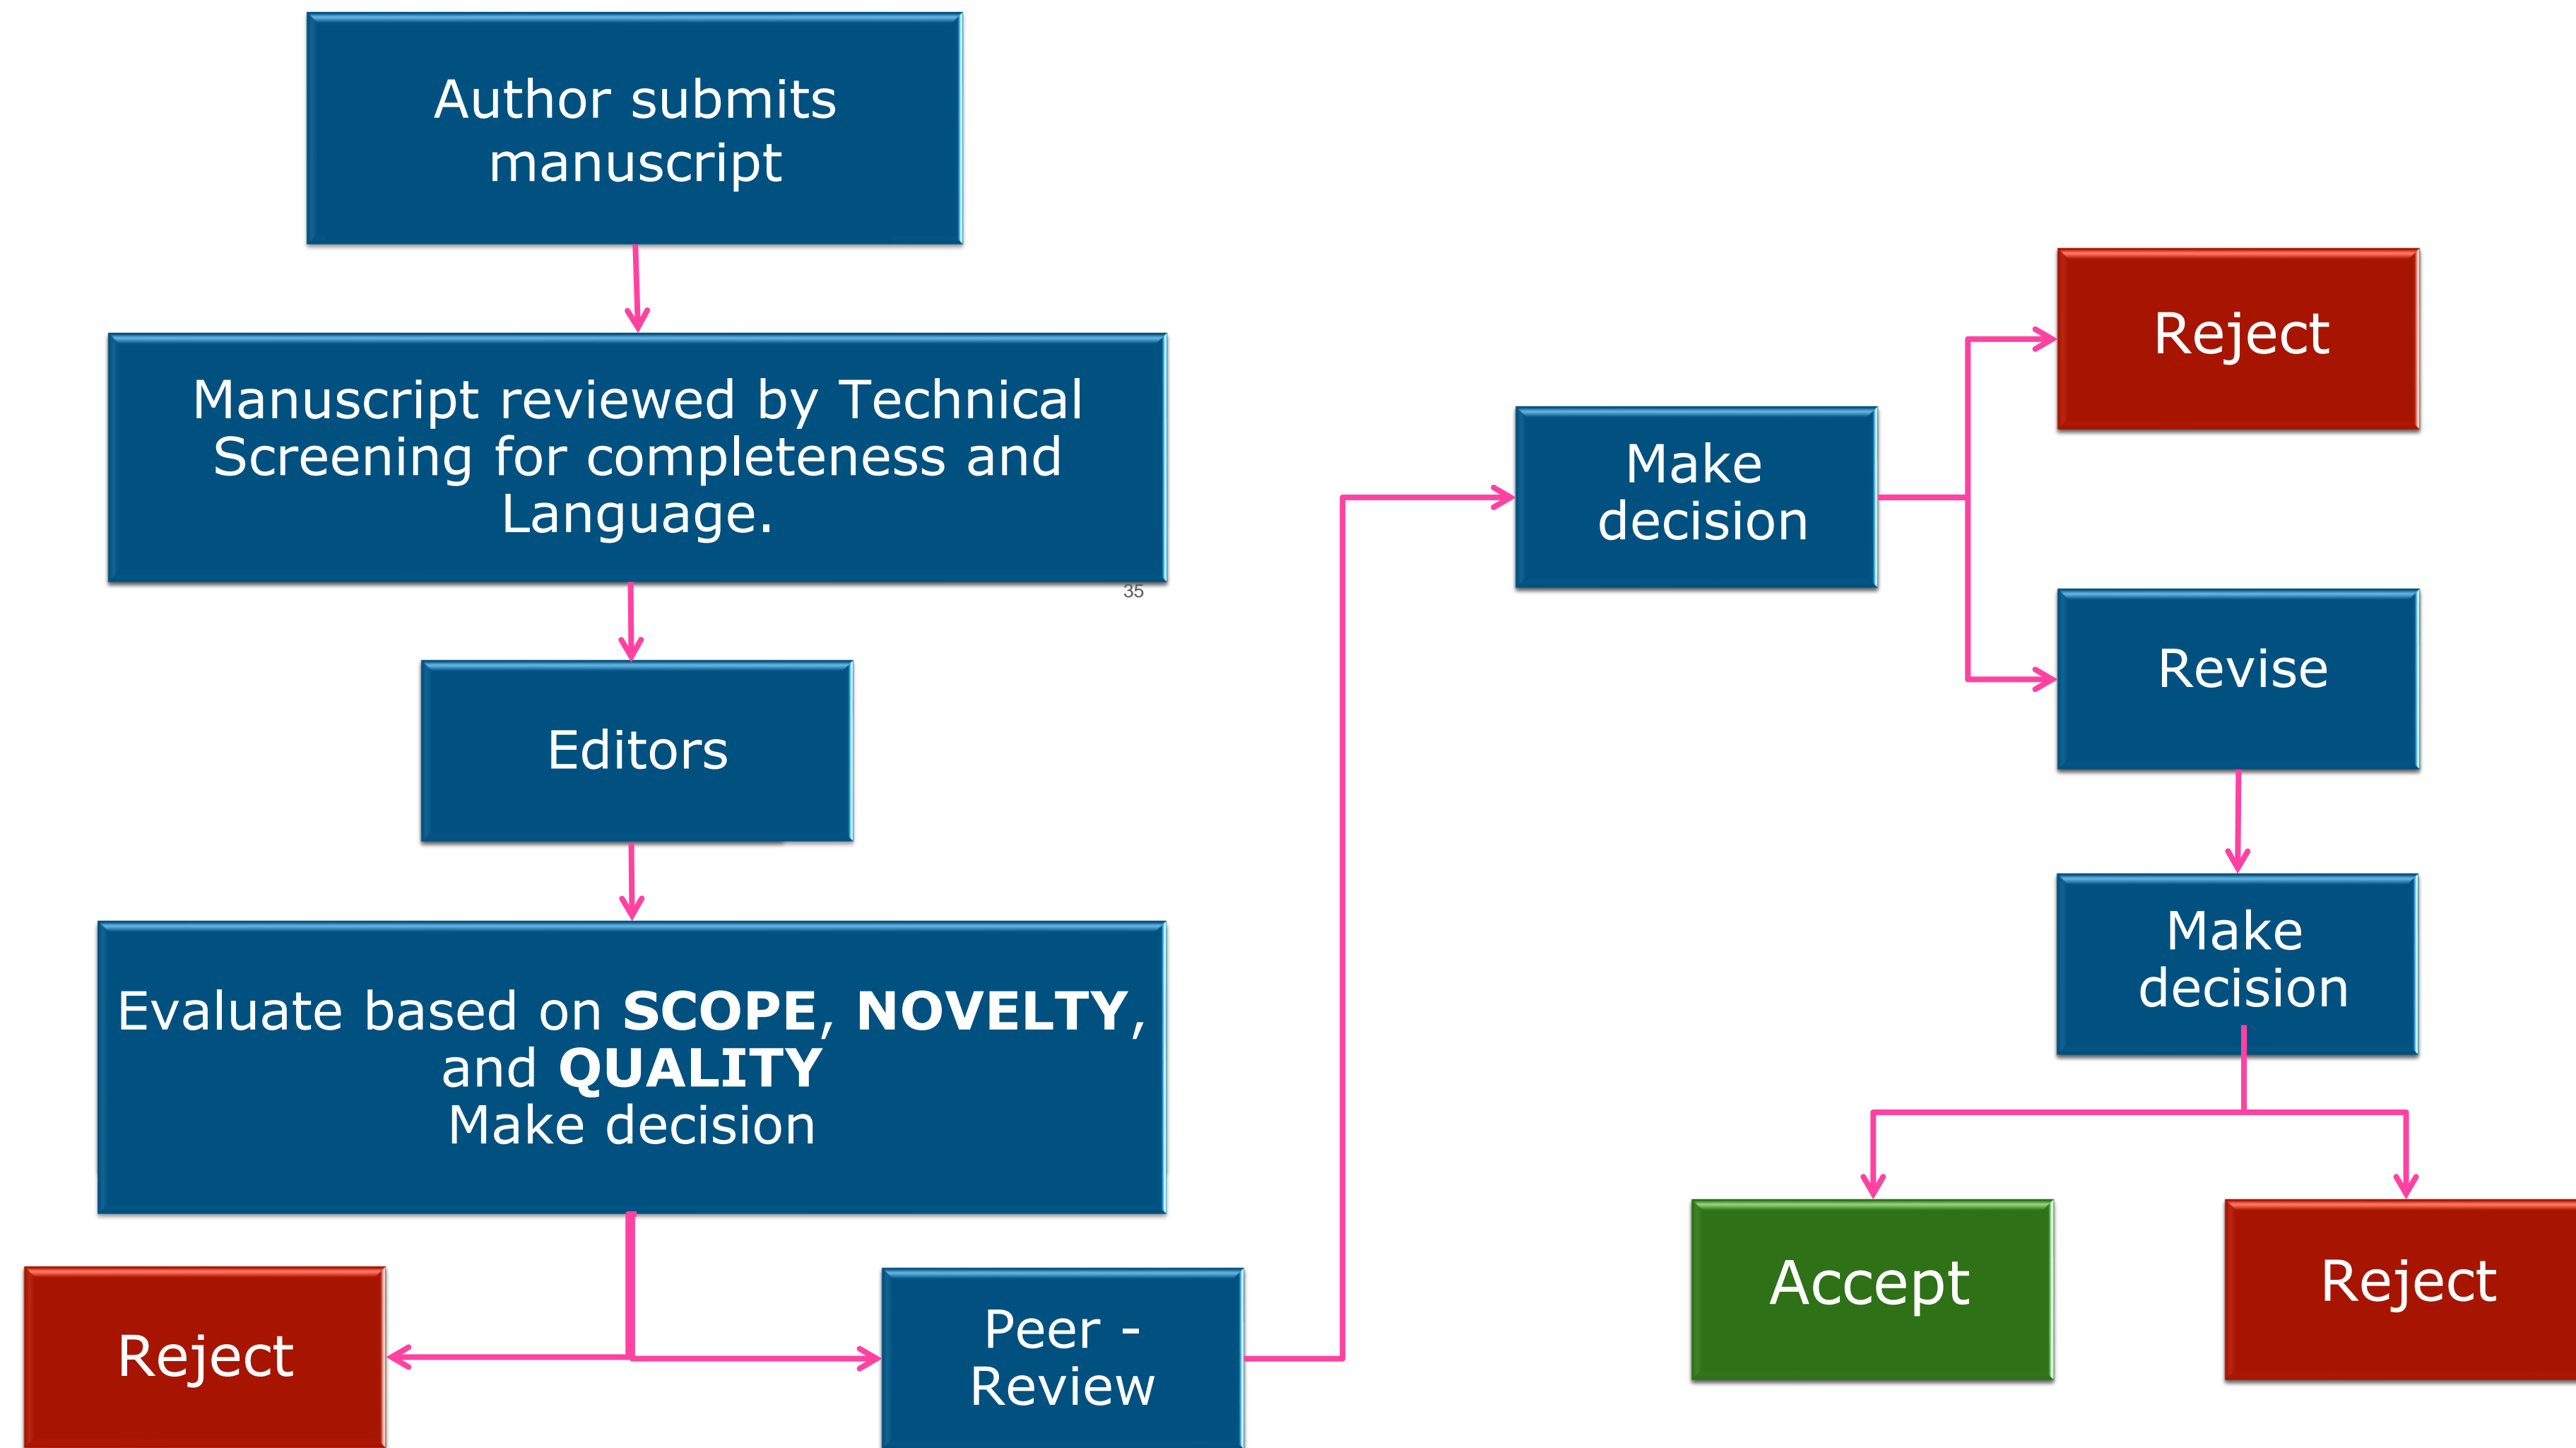 Author submits
manuscript
Manuscript reviewed by Technical
Screening for completeness and
Language.
35
Editors
Evaluate based on SCOPE, NOVELTY,
and QUALITY
Make decision
Reject
Peer -
Review
Make
decision
Reject
Revise
Make
decision
Accept
Reject